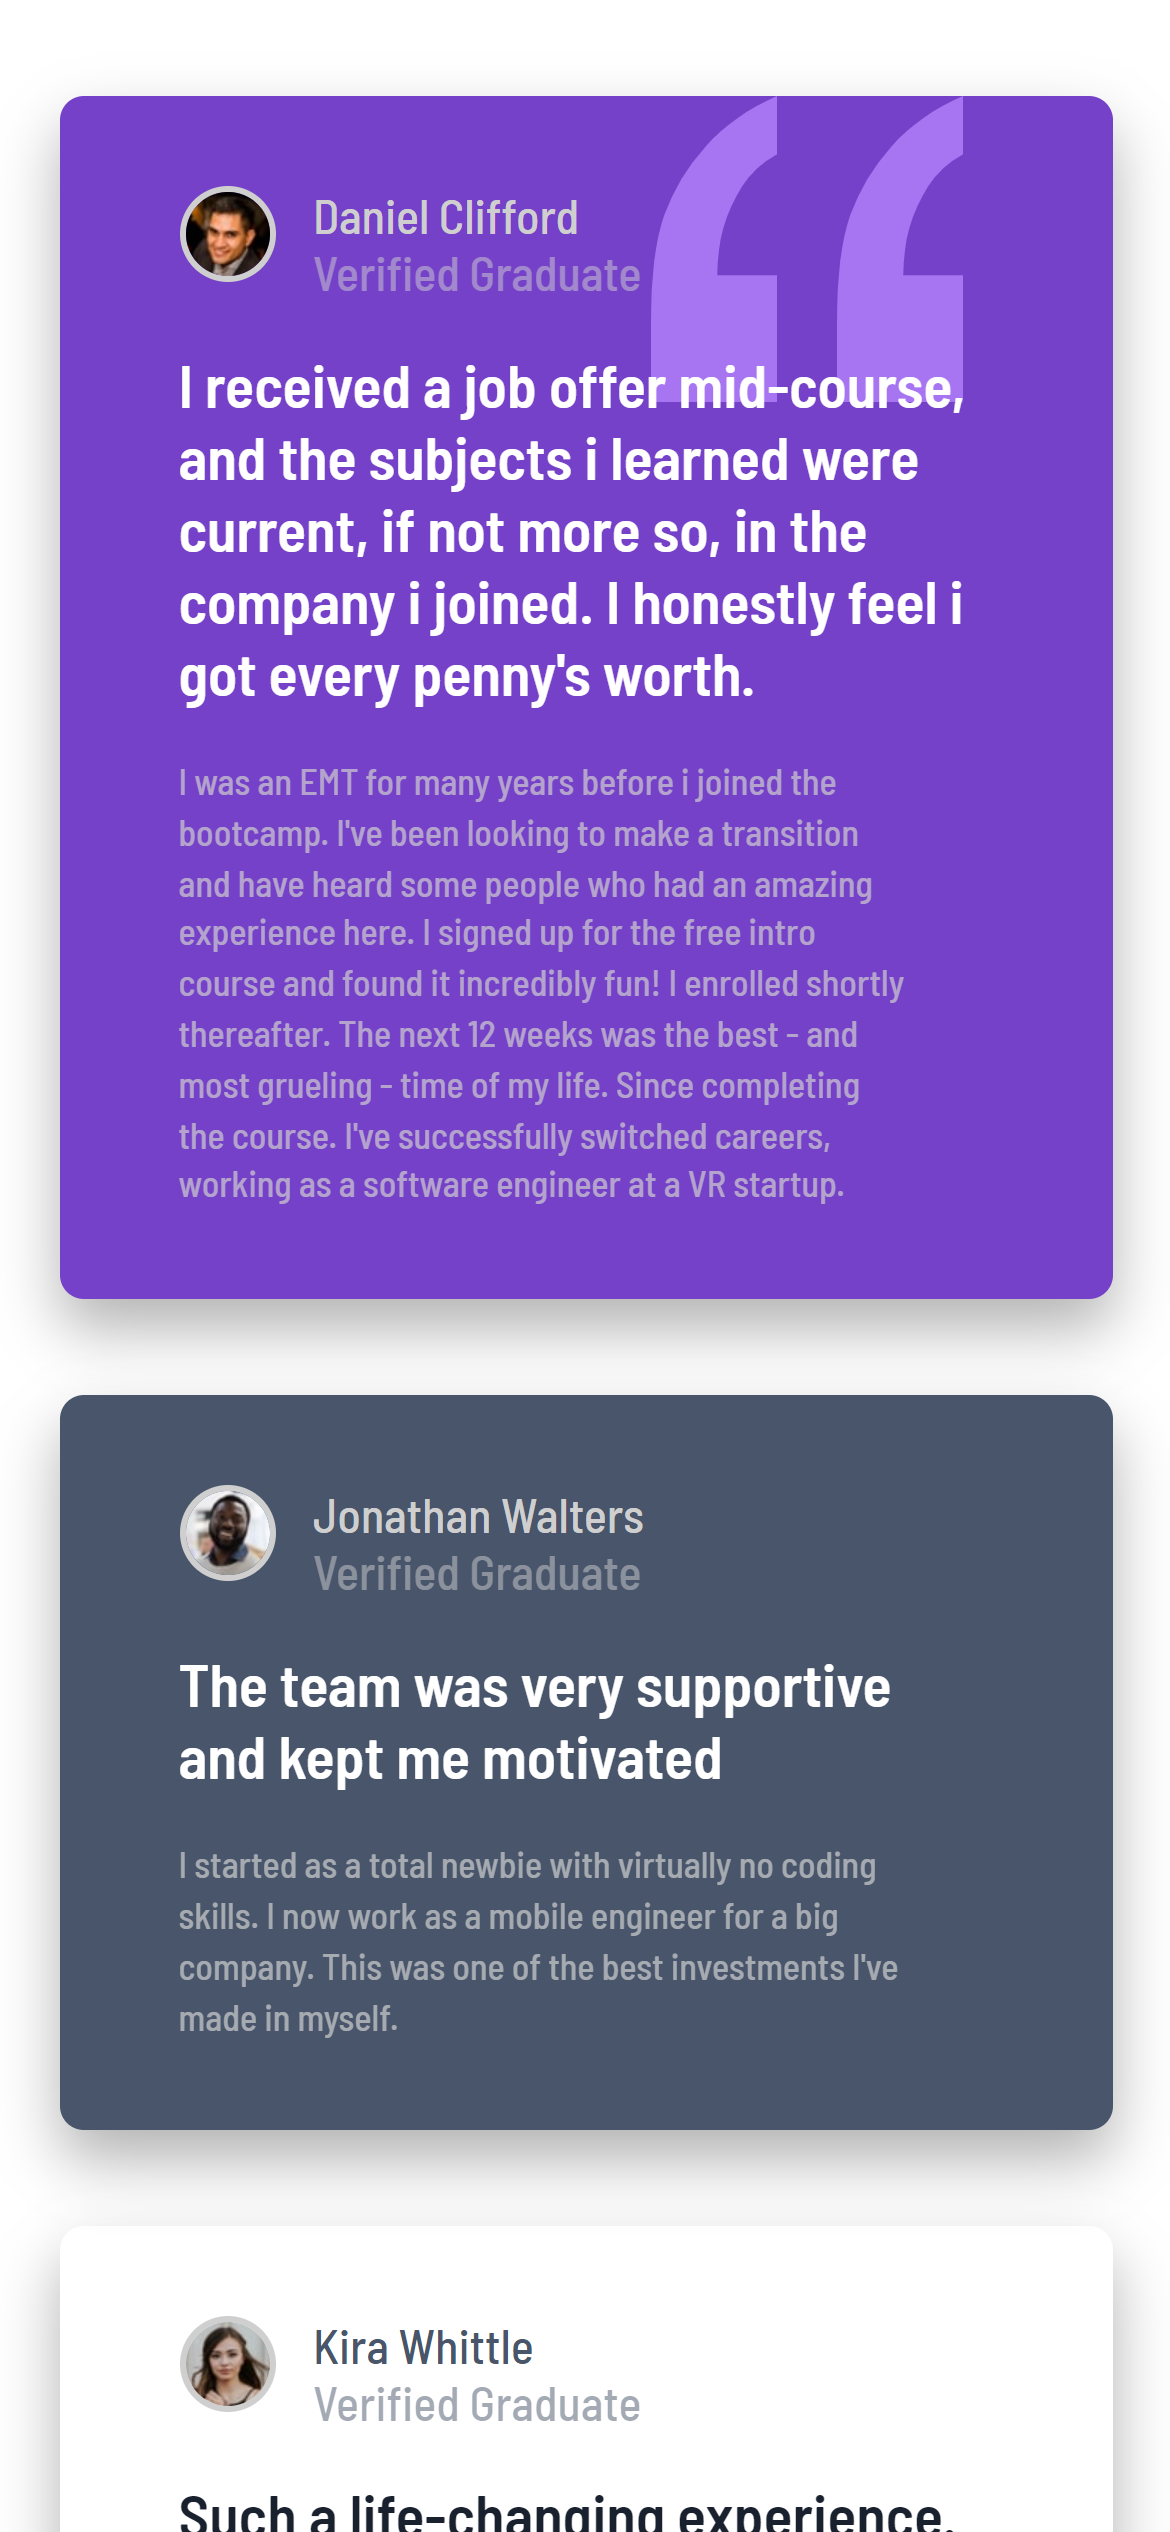 Daniel Clifford
Verified Graduate
I received a job offer mid-course,
and the subjects i learned were
current, if not more so, in the
company i joined. I honestly feel i
got every penny's worth.
I was an EMT for many years before i joined the
bootcamp. I've been looking to make a transition
and have heard some people who had an amazing
experience here. I signed up for the free intro
course and found it incredibly fun! I enrolled shortly
thereafter. The next 12 weeks was the best - and
most grueling - time of my life. Since completing
the course. I've successfully switched careers,
working as a software engineer at a VR startup.
Jonathan Walters
Verified Graduate
The team was very supportive
and kept me motivated
I started as a total newbie with virtually no coding
skills. I now work as a mobile engineer for a big
company. This was one of the best investments I've
made in myself.
Kira Whittle
Verified Graduate
Such a life-changing experience.